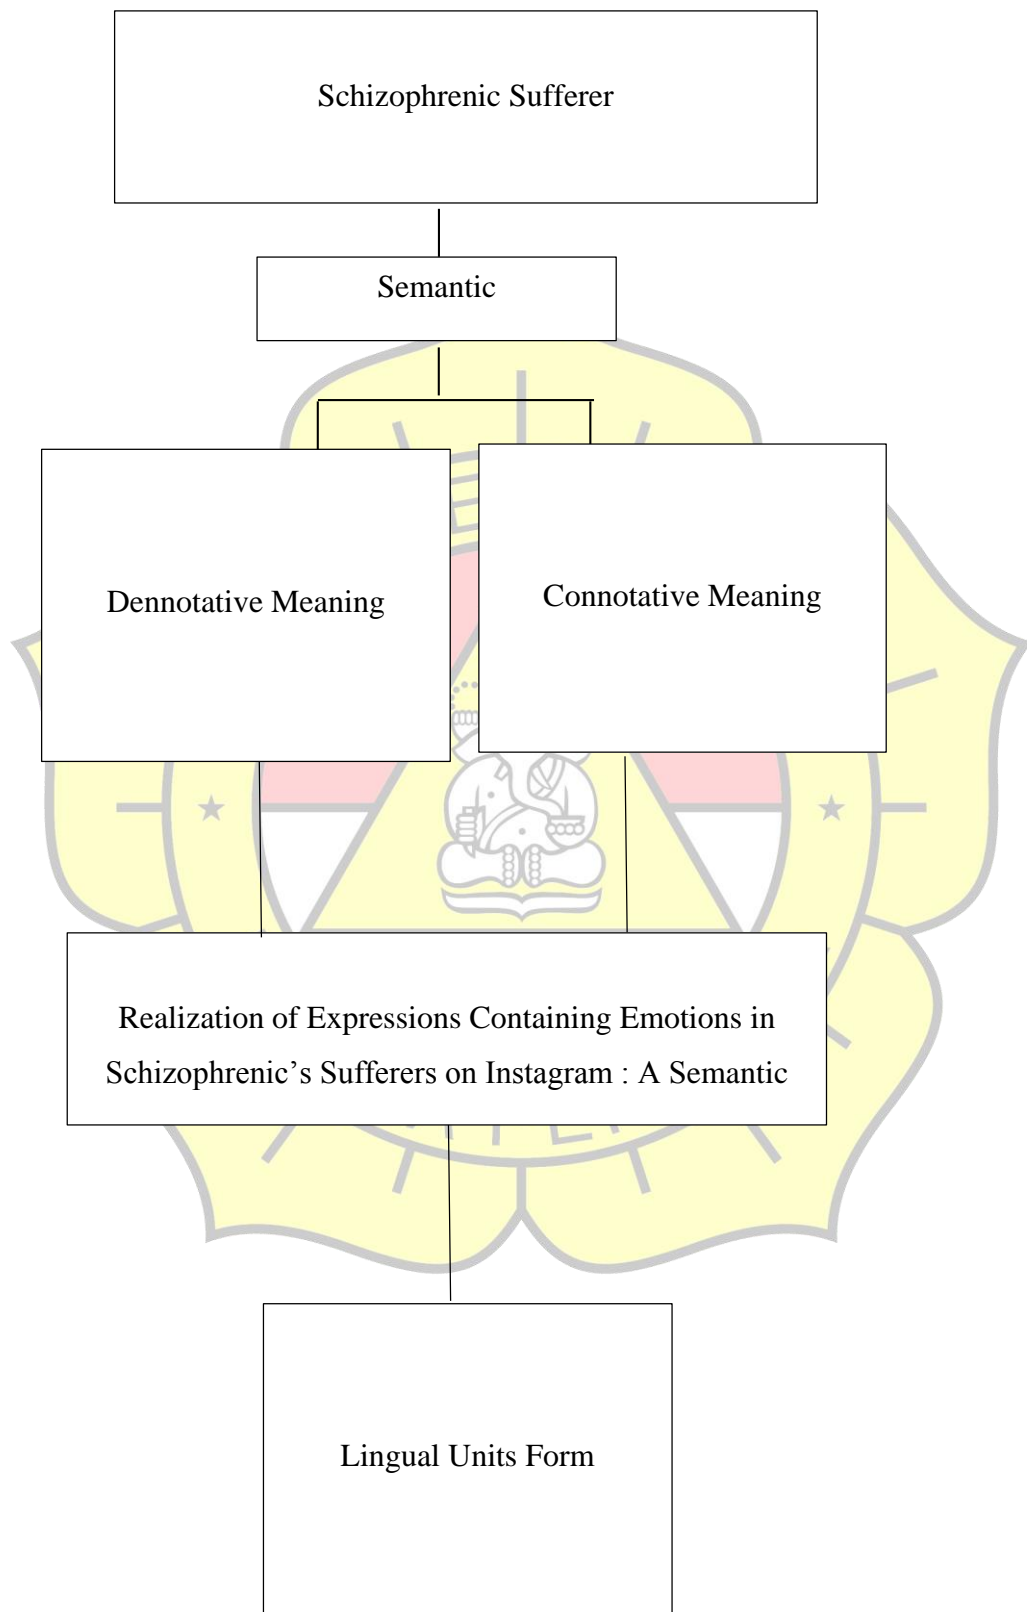 Schizophrenic Sufferer
Semantic
Dennotative Meaning
Connotative Meaning
Realization of Expressions Containing Emotions in
Schizophrenic’s Sufferers on Instagram : A Semantic
Lingual Units Form